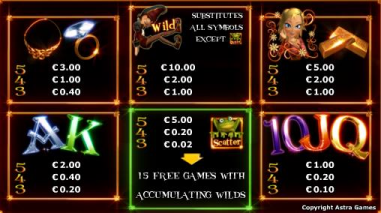 5 € 3.00
4 € 1.00
3 € 0.40
Wild
SUBSTITUTES
ALL SYMBOLS
EXCEPT
5 € 10.00
4 € 2.00
3 € 1.00
5 € 5.00
4 € 2.00
3 € 1.00
AK
5 € 2.00
4 € 0.40
3 € 0.20
5 € 5.00
4 € 0.20
3 € 0.02
Scatter
15 FREE GAMES WITH
ACCUMULATING WILDS
10JQ
5 € 1.00
4 € 0.20
3 € 0.10
Copyright Astra Games